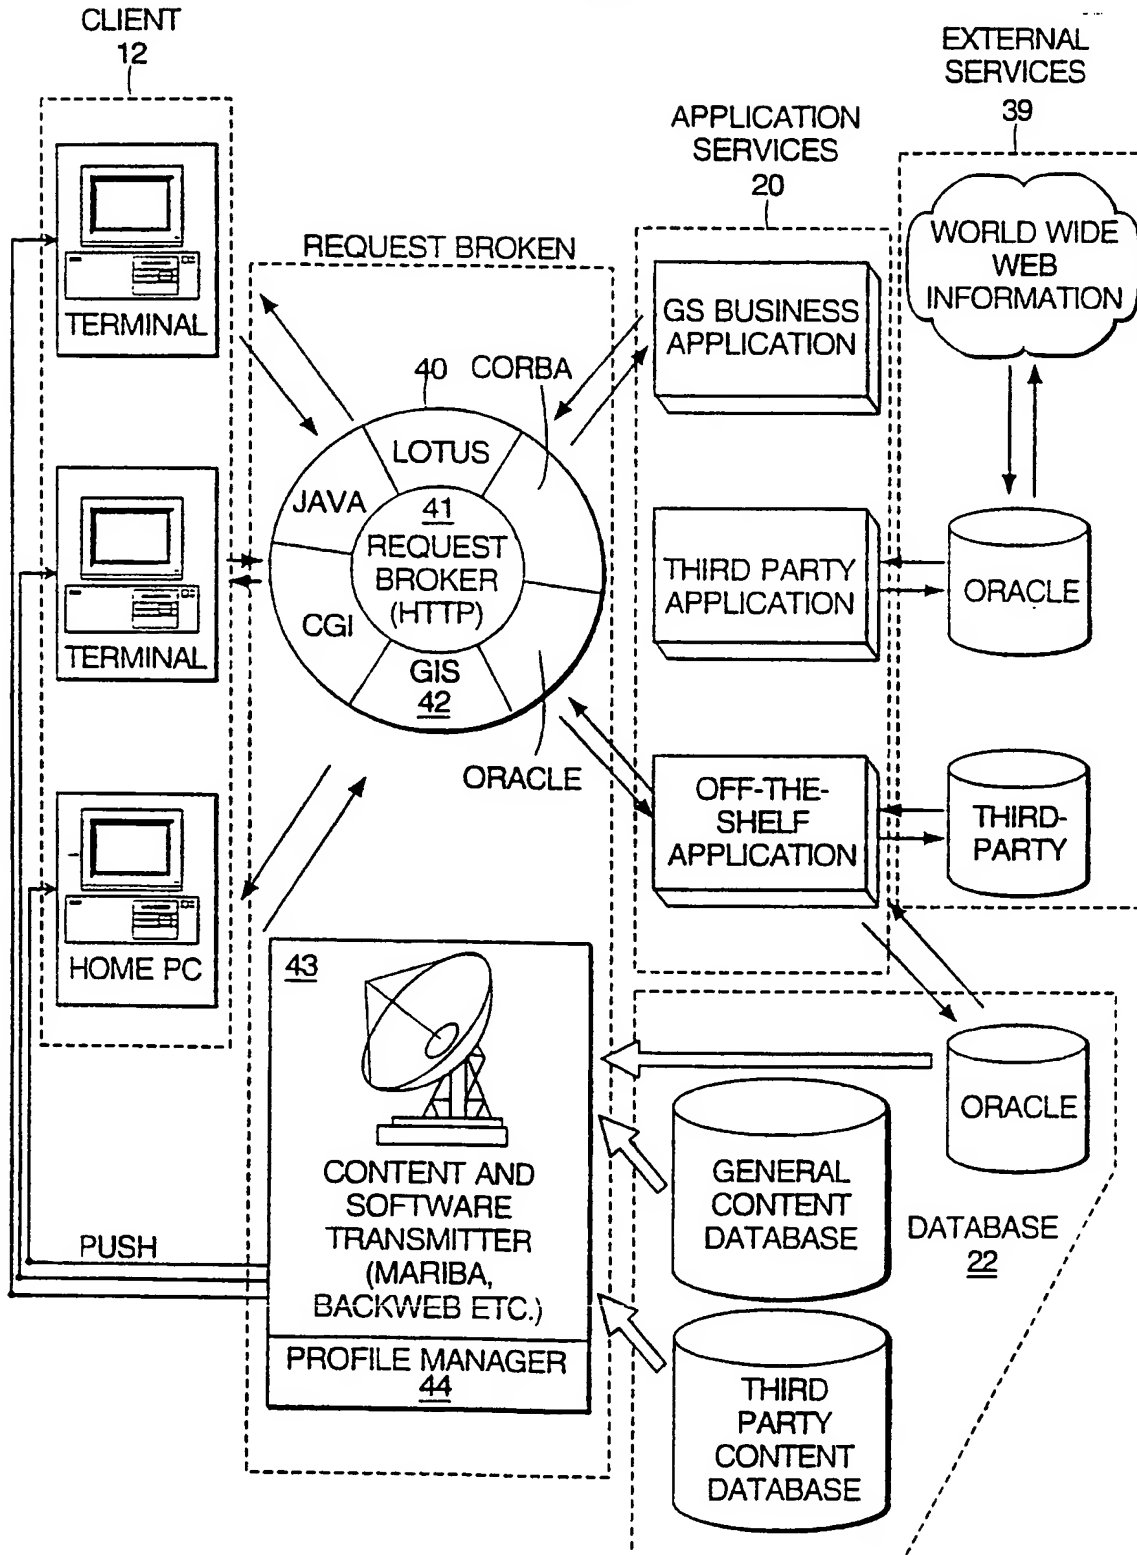 CLIENT
12
TERMINAL
TERMINAL
HOME PC
REQUEST BROKEN
40
CORBA
LOTUS
JAVA
41
REQUEST
BROKER
(HTTP)
CGI
GIS
42
ORACLE
43
CONTENT AND
SOFTWARE
TRANSMITTER
(MARIBA,
BACKWEB ETC.)
PROFILE MANAGER
44
PUSH
APPLICATION
SERVICES
20
GS BUSINESS
APPLICATION
THIRD PARTY
APPLICATION
OFF-THE-
SHELF
APPLICATION
EXTERNAL
SERVICES
39
WORLD WIDE
WEB
INFORMATION
ORACLE
THIRD-
PARTY
ORACLE
GENERAL
CONTENT
DATABASE
DATABASE
22
THIRD
PARTY
CONTENT
DATABASE